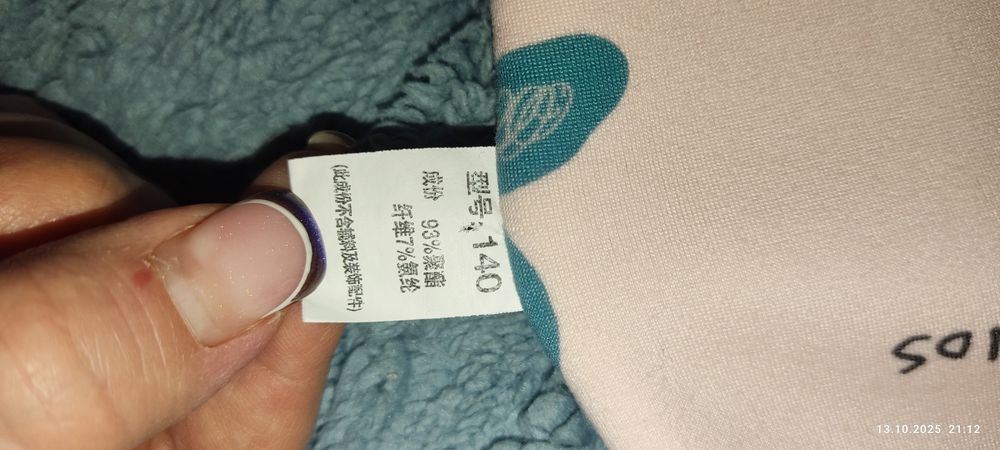 型号:140
成份 93%聚酯
纤维7%氨纶
(此成份不含辅料及装饰配件)
13.10.2025 21:12